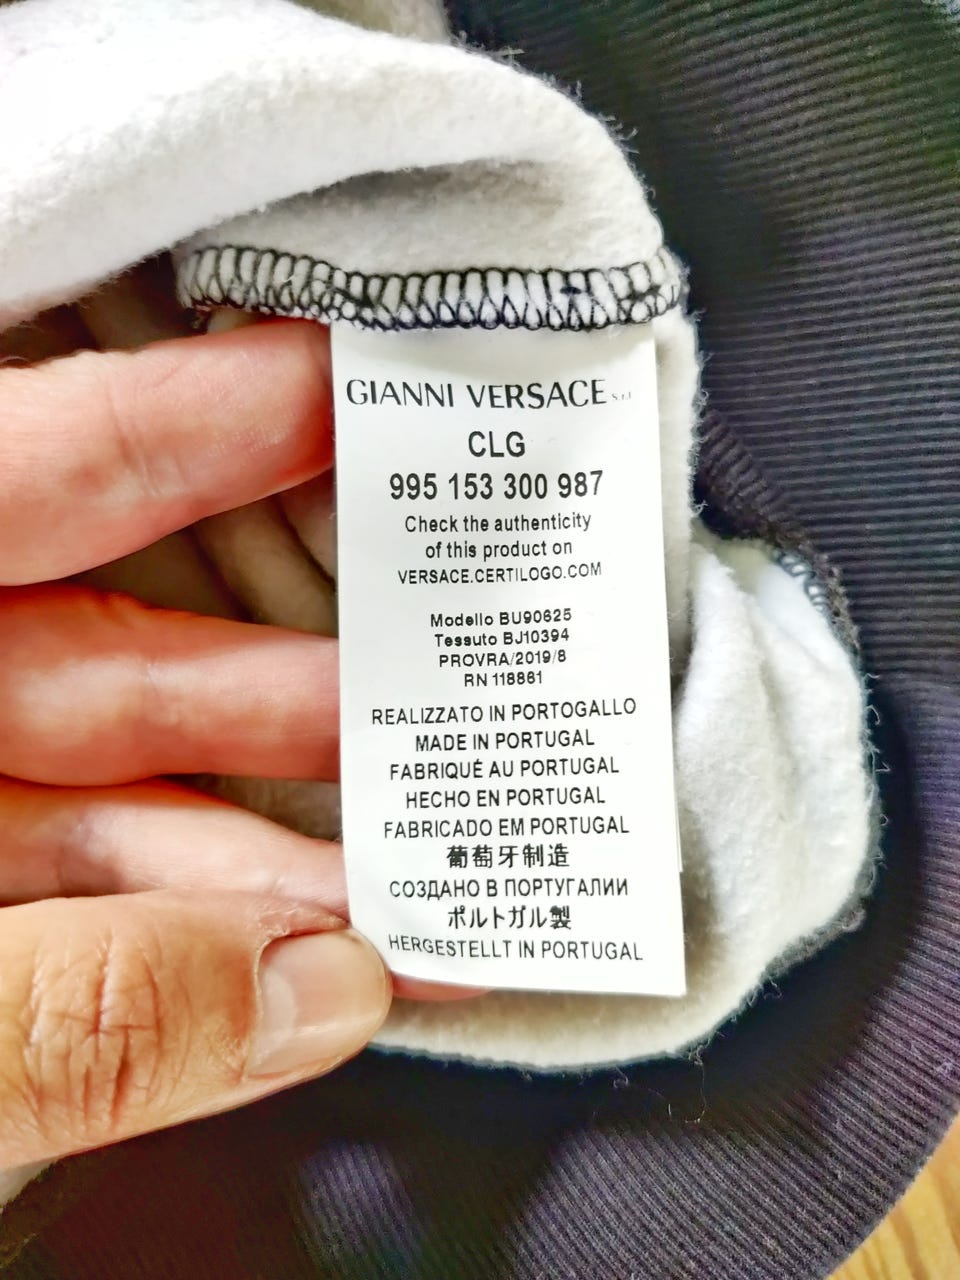 GIANNI VERSACE S.r.l
CLG
995 153 300 987
Check the authenticity
of this product on
VERSACE.CERTILOGO.COM
Modello BU90625
Tessuto BJ10394
PROVRA/2019/8
RN 118861
REALIZZATO IN PORTOGALLO
MADE IN PORTUGAL
FABRIQUÉ AU PORTUGAL
HECHO EN PORTUGAL
FABRICADO EM PORTUGAL
葡萄牙制造
СОЗДАНО В ПОРТУГАЛИИ
ポルトガル製
HERGESTELLT IN PORTUGAL